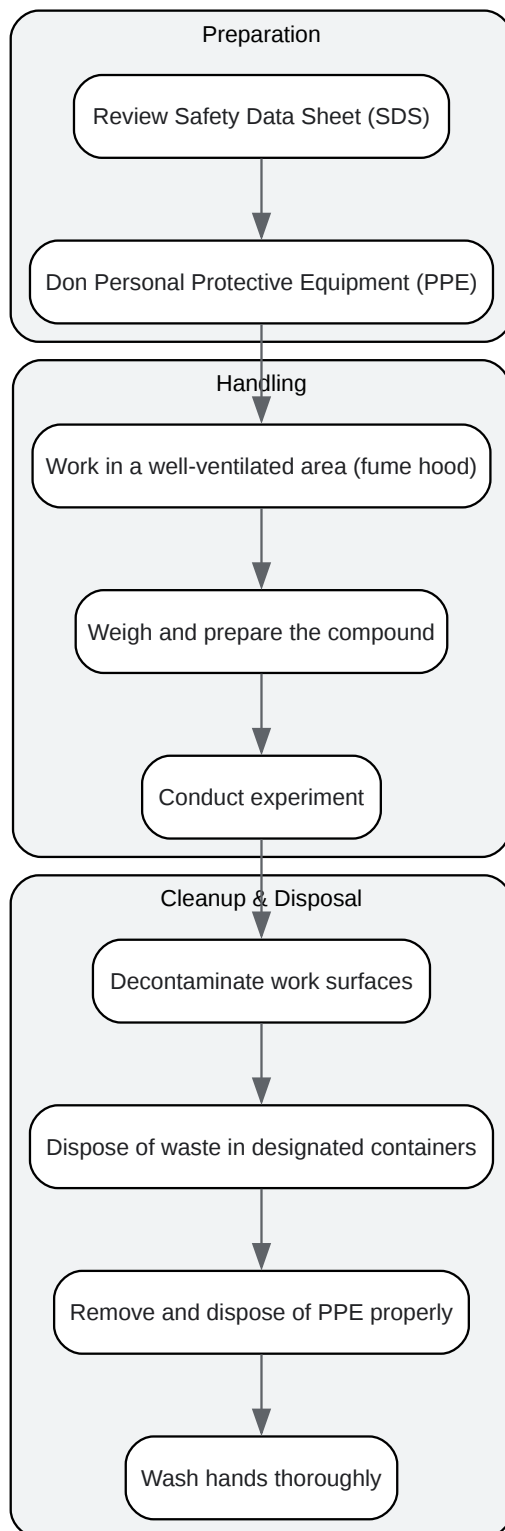 Preparation
Review Safety Data Sheet (SDS)
Don Personal Protective Equipment (PPE)
Handling
Work in a well-ventilated area (fume hood)
Weigh and prepare the compound
Conduct experiment
Cleanup & Disposal
Decontaminate work surfaces
Dispose of waste in designated containers
Remove and dispose of PPE properly
Wash hands thoroughly